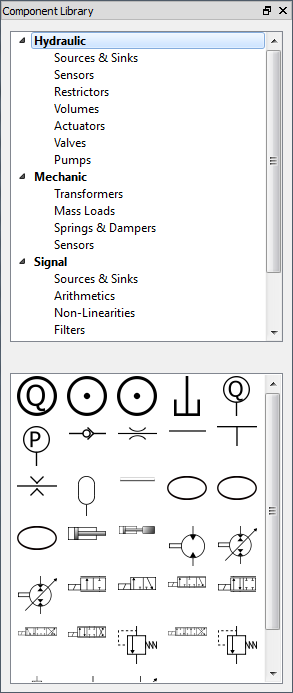 Component Library
Hydraulic
Sources & Sinks
Sensors
Restrictors
Volumes
Actuators
Valves
Pumps
Mechanic
Transformers
Mass Loads
Springs & Dampers
Sensors
Signal
Sources & Sinks
Arithmetics
Non-Linearities
Filters
Q
Q
P